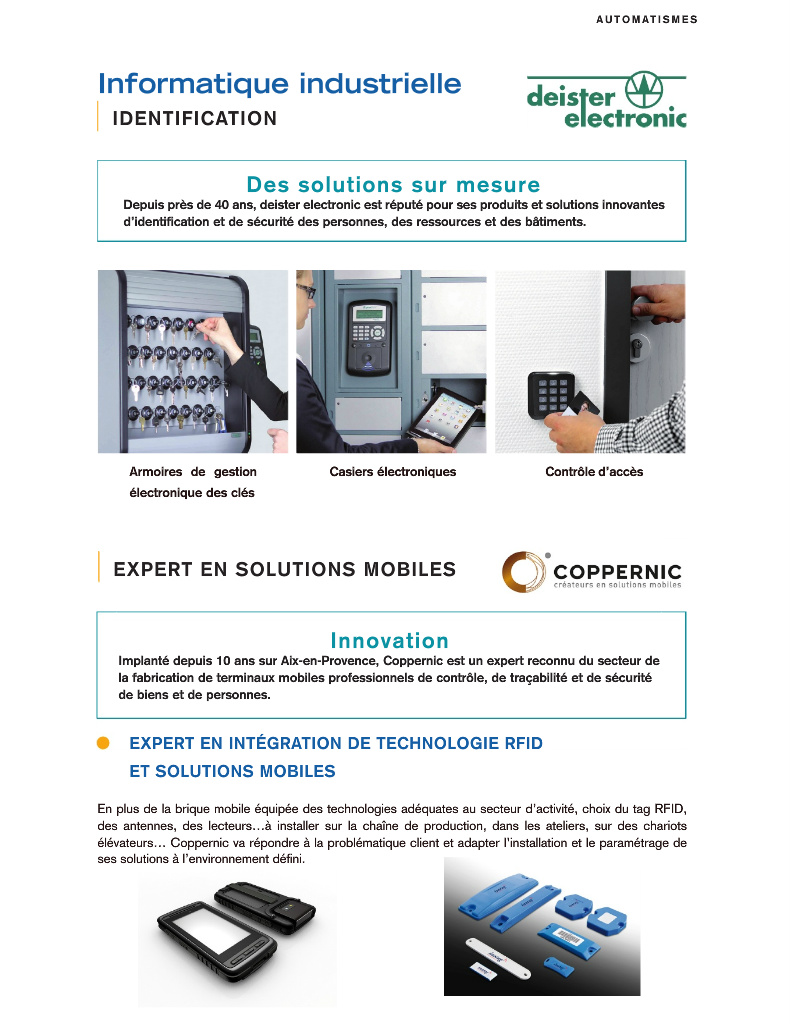 AUTOMATISMES
Informatique industrielle
IDENTIFICATION
deister
electronic
Des solutions sur mesure
Depuis près de 40 ans, deister electronic est réputé pour ses produits et solutions innovantes
d'identification et de sécurité des personnes, des ressources et des bâtiments.
Armoires de gestion
électronique des clés
Casiers électroniques
Contrôle d'accès
EXPERT EN SOLUTIONS MOBILES
COPPERNIC
créateurs en solutions mobiles
Innovation
Implanté depuis 10 ans sur Aix-en-Provence, Coppernic est un expert reconnu du secteur de
la fabrication de terminaux mobiles professionnels de contrôle, de traçabilité et de sécurité
de biens et de personnes.
EXPERT EN INTÉGRATION DE TECHNOLOGIE RFID
ET SOLUTIONS MOBILES
En plus de la brique mobile équipée des technologies adéquates au secteur d'activité, choix du tag RFID,
des antennes, des lecteurs…à installer sur la chaîne de production, dans les ateliers, sur des chariots
élévateurs… Coppernic va répondre à la problématique client et adapter l'installation et le paramétrage de
ses solutions à l'environnement défini.